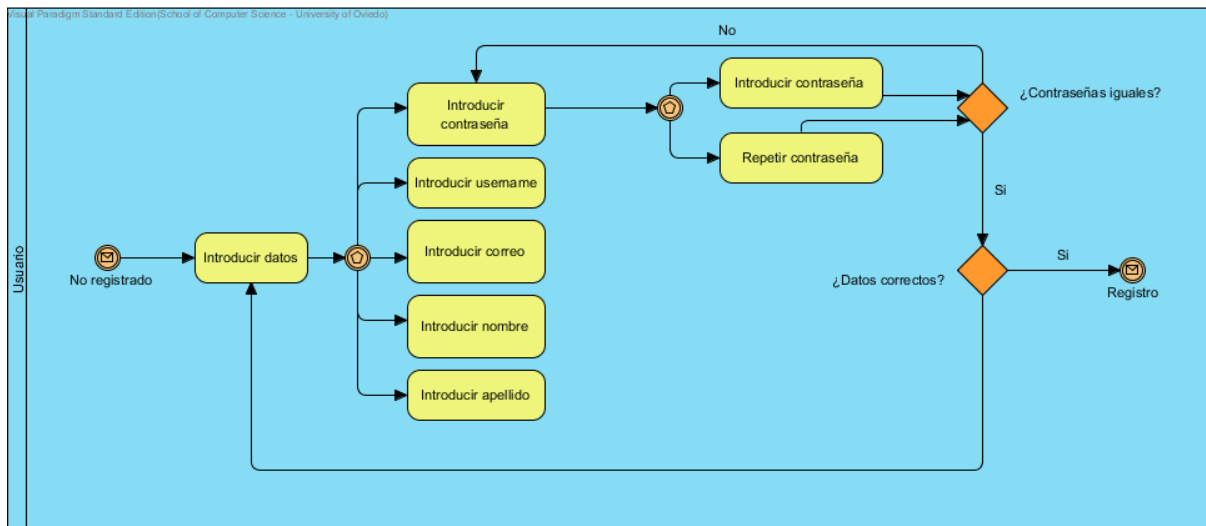 Visual Paradigm Standard Edition(School of Computer Science - University of Oviedo)
Usuario
No registrado
Introducir datos
Introducir
contraseña
Introducir username
Introducir correo
Introducir nombre
Introducir apellido
No
Introducir contraseña
Repetir contraseña
¿Contraseñas iguales?
Si
¿Datos correctos?
Si
Registro